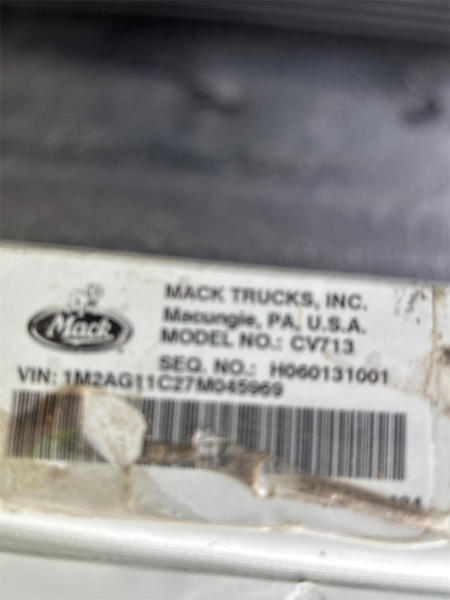 MACK TRUCKS, INC.
Mack
Macungie, PA, U.S.A.
MODEL NO.: CV713
SEQ. NO.: H060131001
VIN: 1M2AG11C27M045969